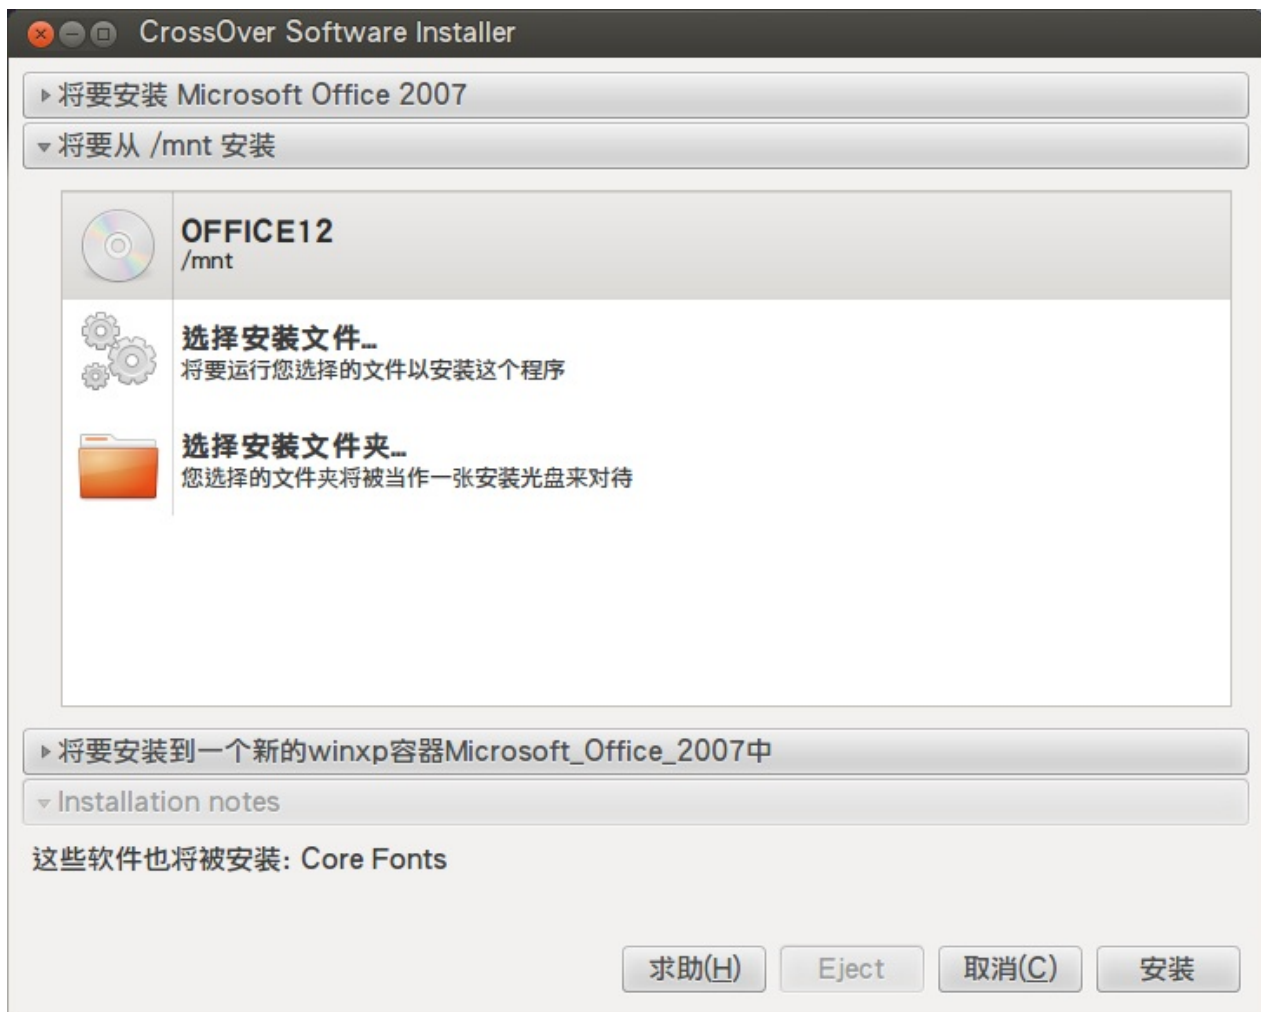 CrossOver Software Installer
将要安装 Microsoft Office 2007
将要从 /mnt 安装
OFFICE12
/mnt
选择安装文件...
将要运行您选择的文件以安装这个程序
选择安装文件夹...
您选择的文件夹将被当作一张安装光盘来对待
将要安装到一个新的winxp容器Microsoft_Office_2007中
Installation notes
这些软件也将被安装: Core Fonts
求助(H) Eject 取消(C) 安装